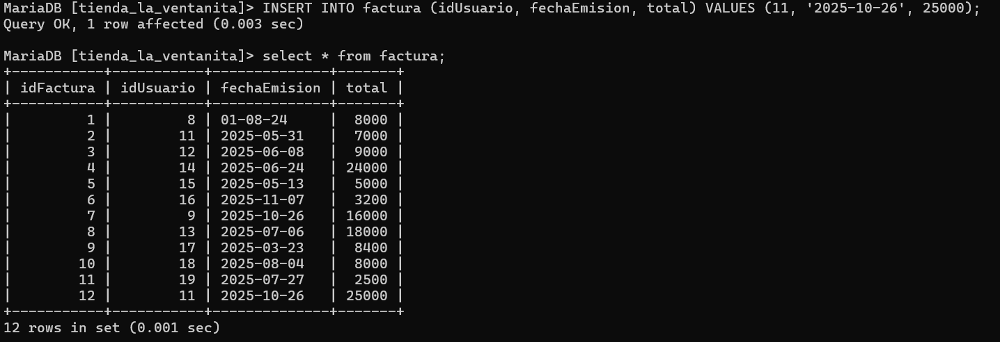 MariaDB [tienda_la_ventanita]> INSERT INTO factura (idUsuario, fechaEmision, total) VALUES (11, '2025-10-26', 25000);
Query OK, 1 row affected (0.003 sec)
MariaDB [tienda_la_ventanita]> select * from factura;
+-----------+-----------+--------------+-------+
| idFactura | idUsuario | fechaEmision | total |
+-----------+-----------+--------------+-------+
|         1 |         8 | 01-08-24     |  8000 |
|         2 |        11 | 2025-05-31   |  7000 |
|         3 |        12 | 2025-06-08   |  9000 |
|         4 |        14 | 2025-06-24   | 24000 |
|         5 |        15 | 2025-05-13   |  5000 |
|         6 |        16 | 2025-11-07   |  3200 |
|         7 |         9 | 2025-10-26   | 16000 |
|         8 |        13 | 2025-07-06   | 18000 |
|         9 |        17 | 2025-03-23   |  8400 |
|        10 |        18 | 2025-08-04   |  8000 |
|        11 |        19 | 2025-07-27   |  2500 |
|        12 |        11 | 2025-10-26   | 25000 |
+-----------+-----------+--------------+-------+
12 rows in set (0.001 sec)